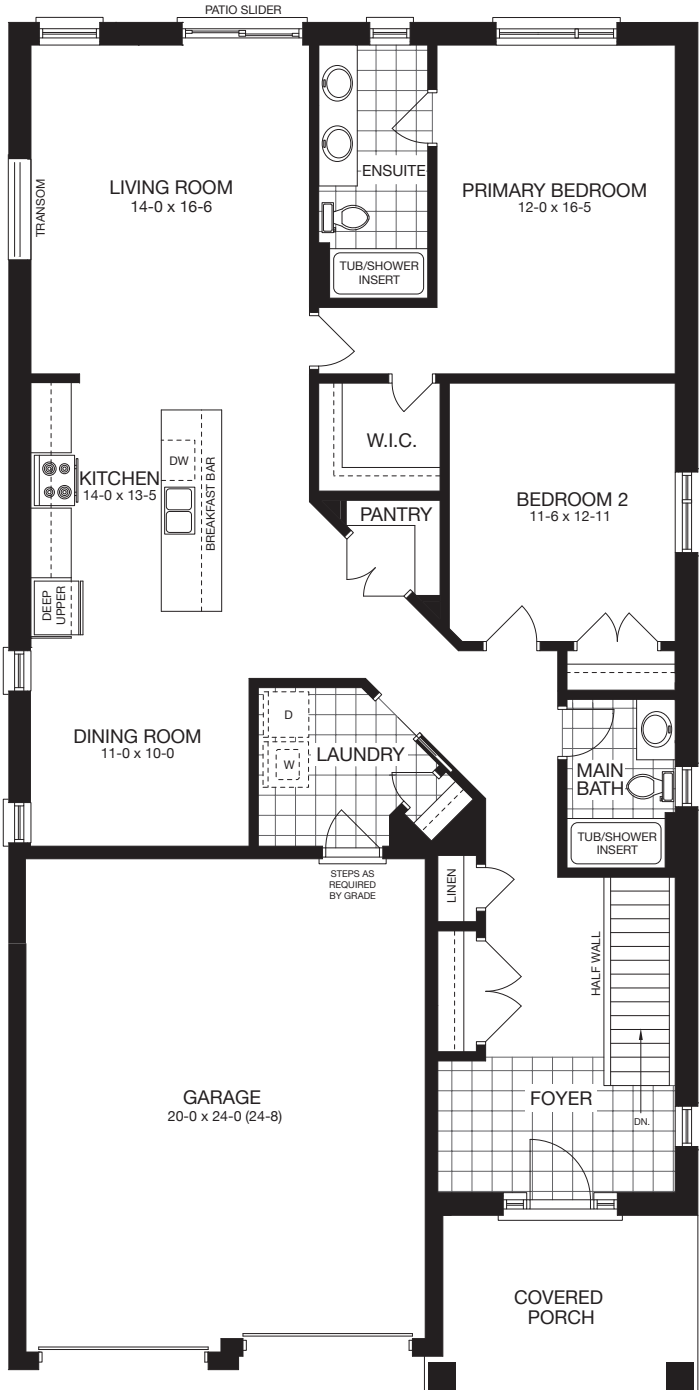 PATIO SLIDER
LIVING ROOM
14-0 x 16-6
TRANSOM
ENSUITE
TUB/SHOWER
INSERT
PRIMARY BEDROOM
12-0 x 16-5
W.I.C.
KITCHEN
14-0 x 13-5
DW
BREAKFAST BAR
DEEP
UPPER
PANTRY
BEDROOM 2
11-6 x 12-11
DINING ROOM
11-0 x 10-0
D
W
LAUNDRY
MAIN
BATH
TUB/SHOWER
INSERT
STEPS AS
REQUIRED
BY GRADE
LINEN
HALF WALL
GARAGE
20-0 x 24-0 (24-8)
FOYER
DN.
COVERED
PORCH